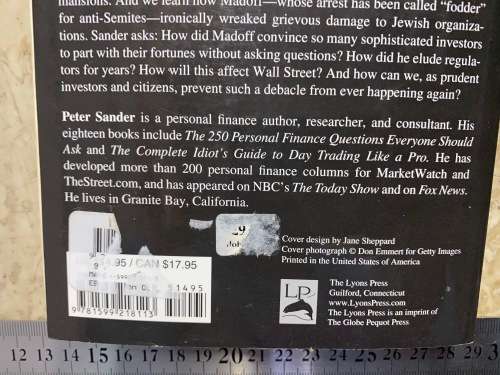 mansions. And we learn how Madoff—whose arrest has been called “fodder”
for anti-Semites—ironically wreaked grievous damage to Jewish organiza-
tions. Sander asks: How did Madoff convince so many sophisticated investors
to part with their fortunes without asking questions? How did he elude regula-
tors for years? How will this affect Wall Street? And how can we, as prudent
investors and citizens, prevent such a debacle from ever happening again?
Peter Sander is a personal finance author, researcher, and consultant. His
eighteen books include The 250 Personal Finance Questions Everyone Should
Ask and The Complete Idiot’s Guide to Day Trading Like a Pro. He has
developed more than 200 personal finance columns for MarketWatch and
TheStreet.com, and has appeared on NBC’s The Today Show and on Fox News.
He lives in Granite Bay, California.
.95 / CAN $17.95
51495
9781599218113
Cover design by Jane Sheppard
Cover photograph © Don Emmert for Getty Images
Printed in the United States of America
LP
The Lyons Press
Guilford, Connecticut
www.LyonsPress.com
The Lyons Press is an imprint of
The Globe Pequot Press
12 13 14 15 16 17 18 19 20 21 22 23 24 25 26 27 28 29 3